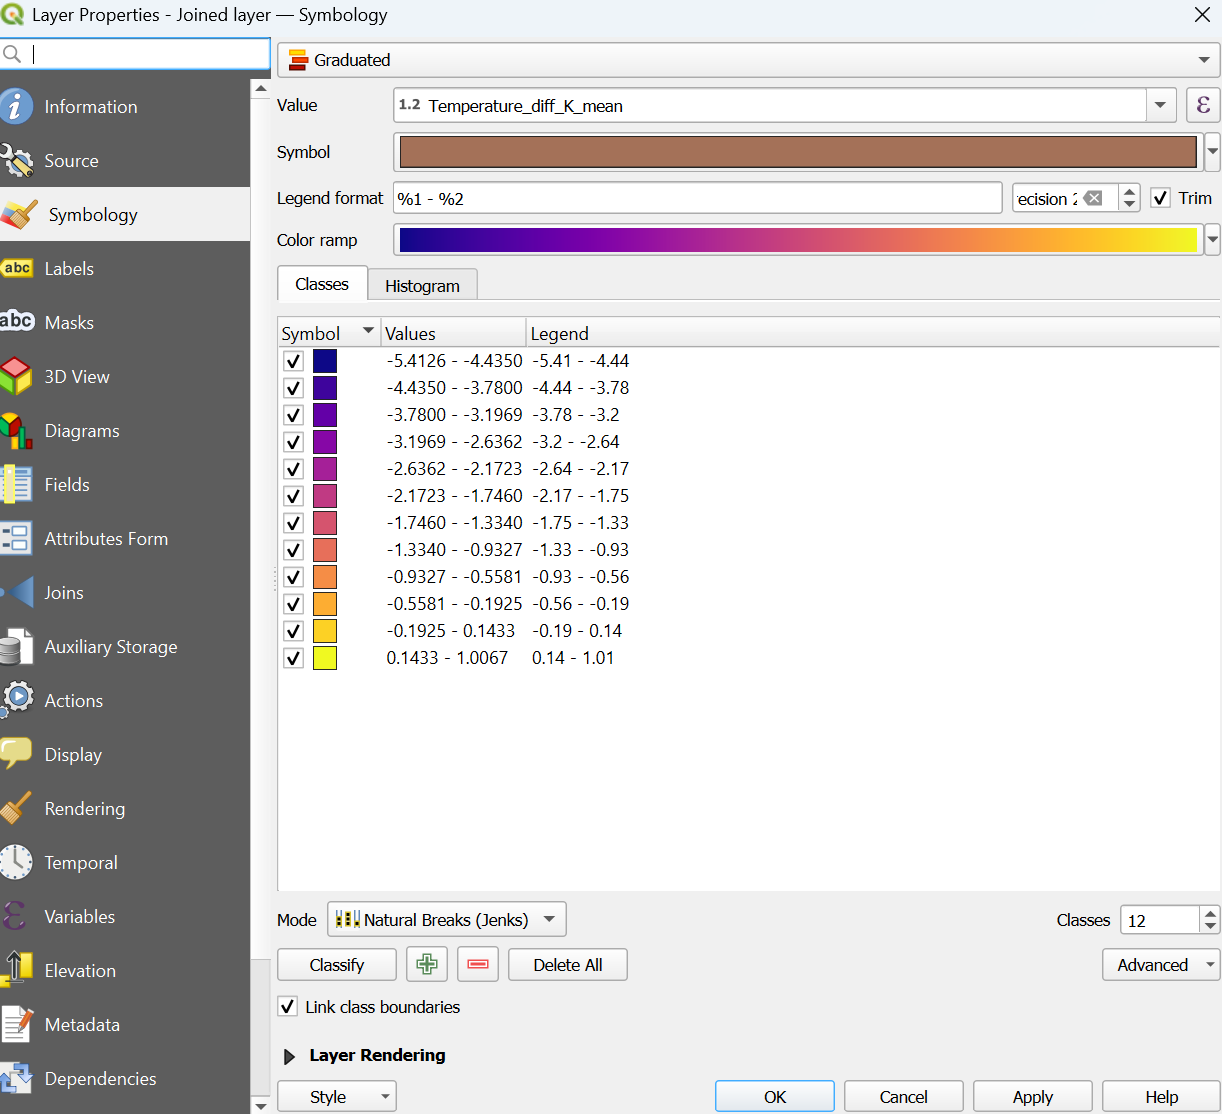 Layer Properties - Joined layer — Symbology
Graduated
Information
Value 1.2 Temperature_diff_K_mean ε
Source
Symbol
Symbology
Legend format %1 - %2 ecision 2 Trim
Color ramp
abc Labels
Classes Histogram
abc Masks
Symbol Values Legend
-5.4126 - -4.4350 -5.41 - -4.44
3D View
-4.4350 - -3.7800 -4.44 - -3.78
-3.7800 - -3.1969 -3.78 - -3.2
Diagrams
-3.1969 - -2.6362 -3.2 - -2.64
-2.6362 - -2.1723 -2.64 - -2.17
Fields
-2.1723 - -1.7460 -2.17 - -1.75
-1.7460 - -1.3340 -1.75 - -1.33
Attributes Form
-1.3340 - -0.9327 -1.33 - -0.93
-0.9327 - -0.5581 -0.93 - -0.56
Joins
-0.5581 - -0.1925 -0.56 - -0.19
-0.1925 - 0.1433 -0.19 - 0.14
Auxiliary Storage
0.1433 - 1.0067 0.14 - 1.01
Actions
Display
Rendering
Temporal
Variables
Mode Natural Breaks (Jenks) Classes 12
Elevation
Classify Delete All Advanced
Link class boundaries
Metadata
Layer Rendering
Dependencies
Style OK Cancel Apply Help